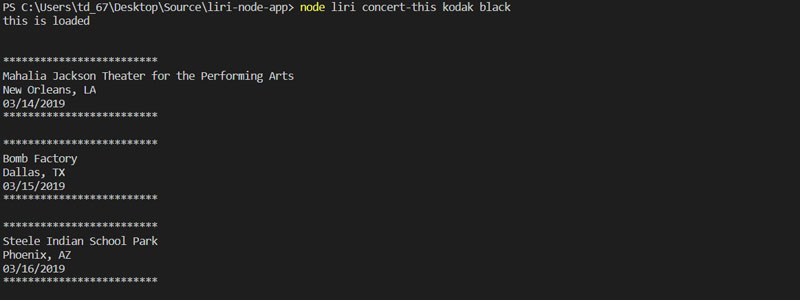 PS C:\Users\td_67\Desktop\Source\liri-node-app> node liri concert-this kodak black
this is loaded
*************************
Mahalia Jackson Theater for the Performing Arts
New Orleans, LA
03/14/2019
*************************
*************************
Bomb Factory
Dallas, TX
03/15/2019
*************************
*************************
Steele Indian School Park
Phoenix, AZ
03/16/2019
*************************